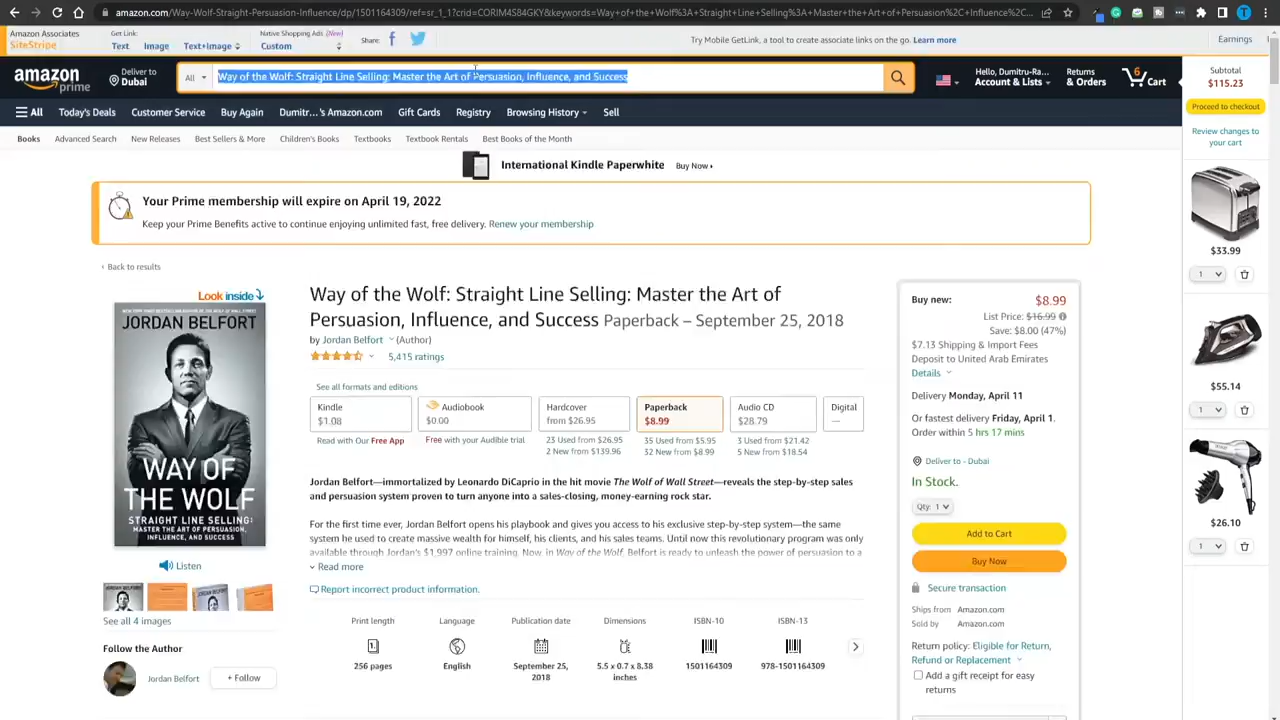 amazon.com/Way-Wolf-Straight-Persuasion-Influence/dp/1501164309/ref=sr_1_1?crid=CORIM4S84GKY&keywords=Way+of+the+Wolf%3A+Straight+Line+Selling%3A+Master+the+Art+of+Persuasion%2C+Influence%2C...
Amazon Associates
SiteStripe
Get Link:
Text Image Text+Image
Native Shopping Ads (New)
Custom
Share:
Try Mobile GetLink, a tool to create associate links on the go. Learn more
Earnings
amazon
prime
Deliver to
Dubai
All
Way of the Wolf: Straight Line Selling: Master the Art of Persuasion, Influence, and Success
Hello, Dumitru-Ra...
Account & Lists
Returns
& Orders
6
Cart
Subtotal
$115.23
Proceed to checkout
Review changes to
your cart
All Today's Deals Customer Service Buy Again Dumit...'s Amazon.com Gift Cards Registry Browsing History Sell
Books Advanced Search New Releases Best Sellers & More Children's Books Textbooks Textbook Rentals Best Books of the Month
International Kindle Paperwhite Buy Now
Your Prime membership will expire on April 19, 2022
Keep your Prime Benefits active to continue enjoying unlimited fast, free delivery. Renew your membership
‹ Back to results
Look inside
JORDAN BELFORT
WAY OF
THE WOLF
STRAIGHT LINE SELLING:
MASTER THE ART OF PERSUASION,
INFLUENCE, AND SUCCESS
Listen
See all 4 images
Follow the Author
Jordan Belfort
+ Follow
Way of the Wolf: Straight Line Selling: Master the Art of
Persuasion, Influence, and Success Paperback – September 25, 2018
by Jordan Belfort (Author)
5,415 ratings
See all formats and editions
Kindle
$1.08
Read with Our Free App
Audiobook
$0.00
Free with your Audible trial
Hardcover
from $26.95
23 Used from $26.95
2 New from $139.96
Paperback
$8.99
35 Used from $5.95
32 New from $8.99
Audio CD
$28.79
3 Used from $21.42
5 New from $18.54
Digital
—
Jordan Belfort—immortalized by Leonardo DiCaprio in the hit movie The Wolf of Wall Street—reveals the step-by-step sales
and persuasion system proven to turn anyone into a sales-closing, money-earning rock star.
For the first time ever, Jordan Belfort opens his playbook and gives you access to his exclusive step-by-step system—the same
system he used to create massive wealth for himself, his clients, and his sales teams. Until now this revolutionary program was only
available through Jordan's $1,997 online training. Now, in Way of the Wolf, Belfort is ready to unleash the power of persuasion to a
Read more
Report incorrect product information.
Print length
256 pages
Language
English
Publication date
September 25,
2018
Dimensions
5.5 x 0.7 x 8.38
inches
ISBN-10
1501164309
ISBN-13
978-1501164309
Buy new: $8.99
List Price: $16.99
Save: $8.00 (47%)
$7.13 Shipping & Import Fees
Deposit to United Arab Emirates
Details
Delivery Monday, April 11
Or fastest delivery Friday, April 1.
Order within 5 hrs 17 mins
Deliver to - Dubai
In Stock.
Qty: 1
Add to Cart
Buy Now
Secure transaction
Ships from Amazon.com
Sold by Amazon.com
Return policy: Eligible for Return,
Refund or Replacement
Add a gift receipt for easy
returns
$33.99
1
$55.14
1
$26.10
1